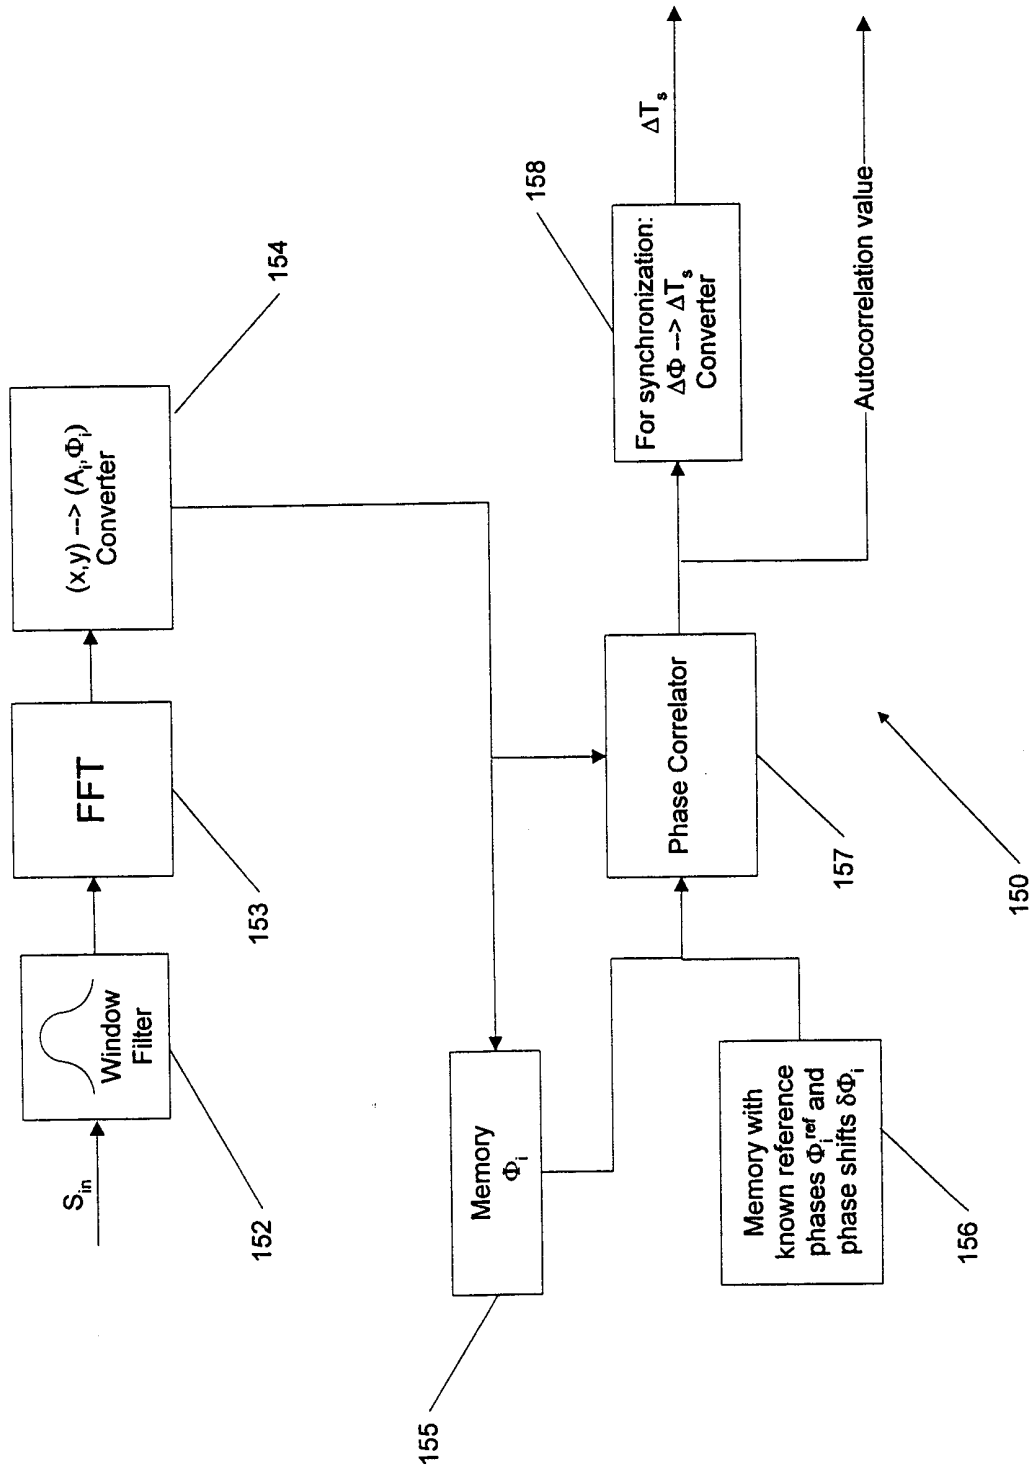 S_in
Window
Filter
152
FFT
153
(x,y) --> (A_i,Φ_i)
Converter
154
Memory
Φ_i
155
Memory with
known reference
phases Φ_i^ref and
phase shifts δΦ_i
156
Phase Correlator
157
For synchronization:
ΔΦ --> ΔT_s
Converter
158
ΔT_s
Autocorrelation value
150